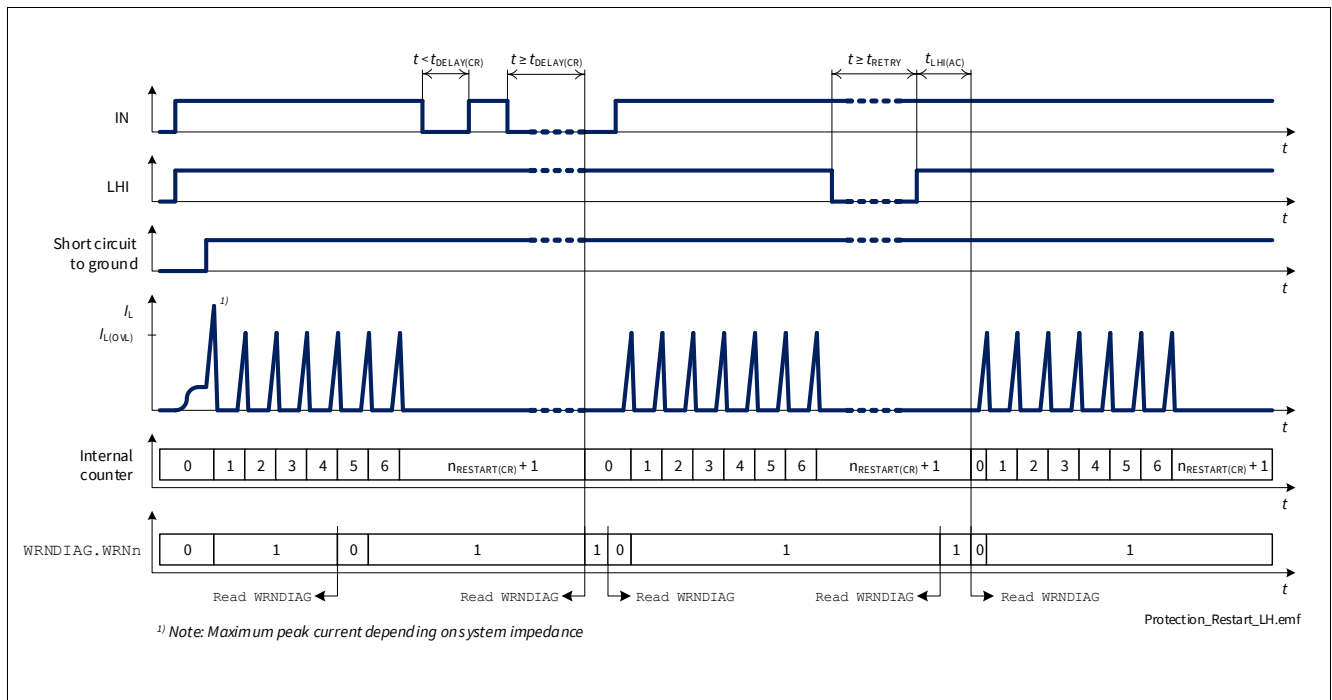 t < tDELAY(CR) t ≥ tDELAY(CR) t ≥ tRETRY tLHI(AC)
IN
t
LHI
t
Short circuit
to ground
t
1)
IL
IL(OVL)
t
Internal
counter
0 1 2 3 4 5 6 nRESTART(CR) + 1 0 1 2 3 4 5 6 nRESTART(CR) + 1 0 1 2 3 4 5 6 nRESTART(CR) + 1
t
WRNDIAG.WRNn 0 1 0 1 1 0 1 1 0 1
t
Read WRNDIAG Read WRNDIAG Read WRNDIAG Read WRNDIAG Read WRNDIAG
1) Note: Maximum peak current depending on system impedance
Protection_Restart_LH.emf